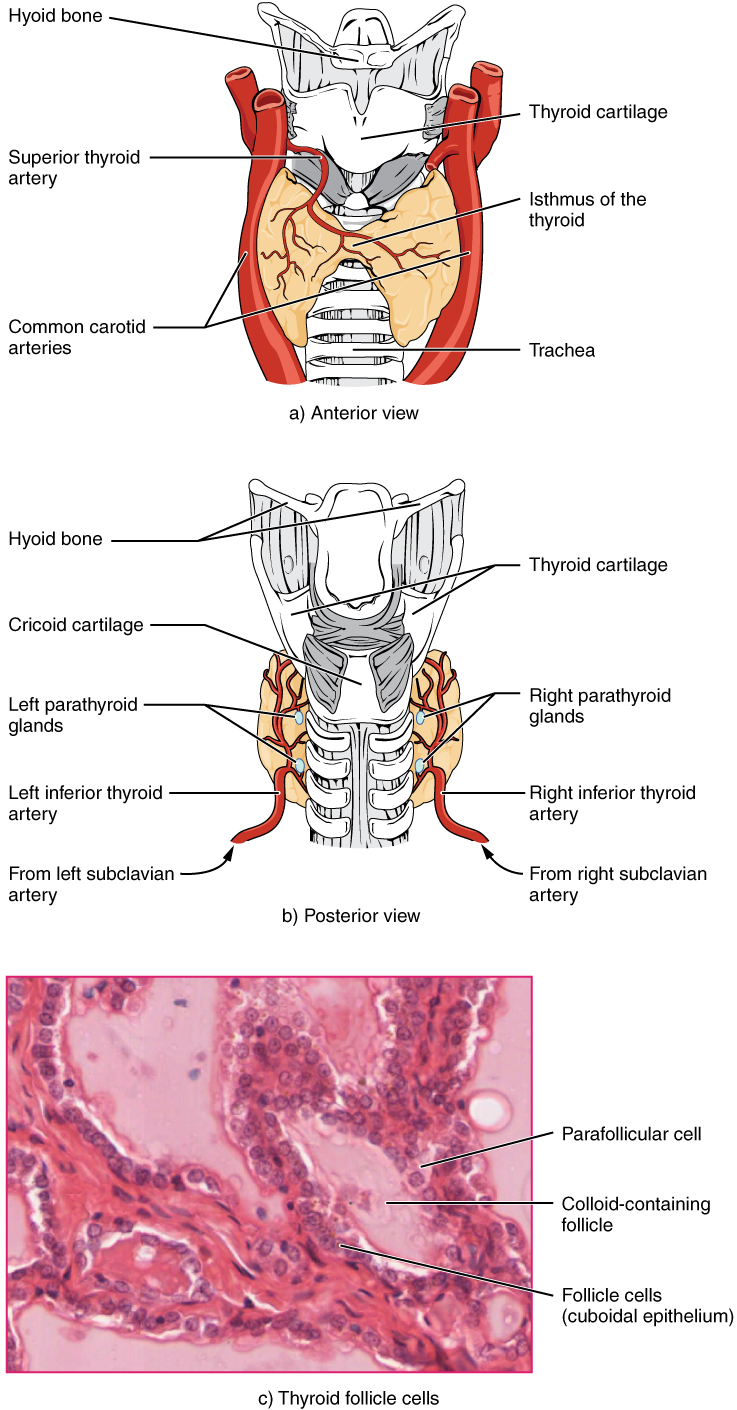 Hyoid bone
Thyroid cartilage
Superior thyroid
artery
Isthmus of the
thyroid
Common carotid
arteries
Trachea
a) Anterior view
Hyoid bone
Thyroid cartilage
Cricoid cartilage
Left parathyroid
glands
Right parathyroid
glands
Left inferior thyroid
artery
Right inferior thyroid
artery
From left subclavian
artery
From right subclavian
artery
b) Posterior view
Parafollicular cell
Colloid-containing
follicle
Follicle cells
(cuboidal epithelium)
c) Thyroid follicle cells